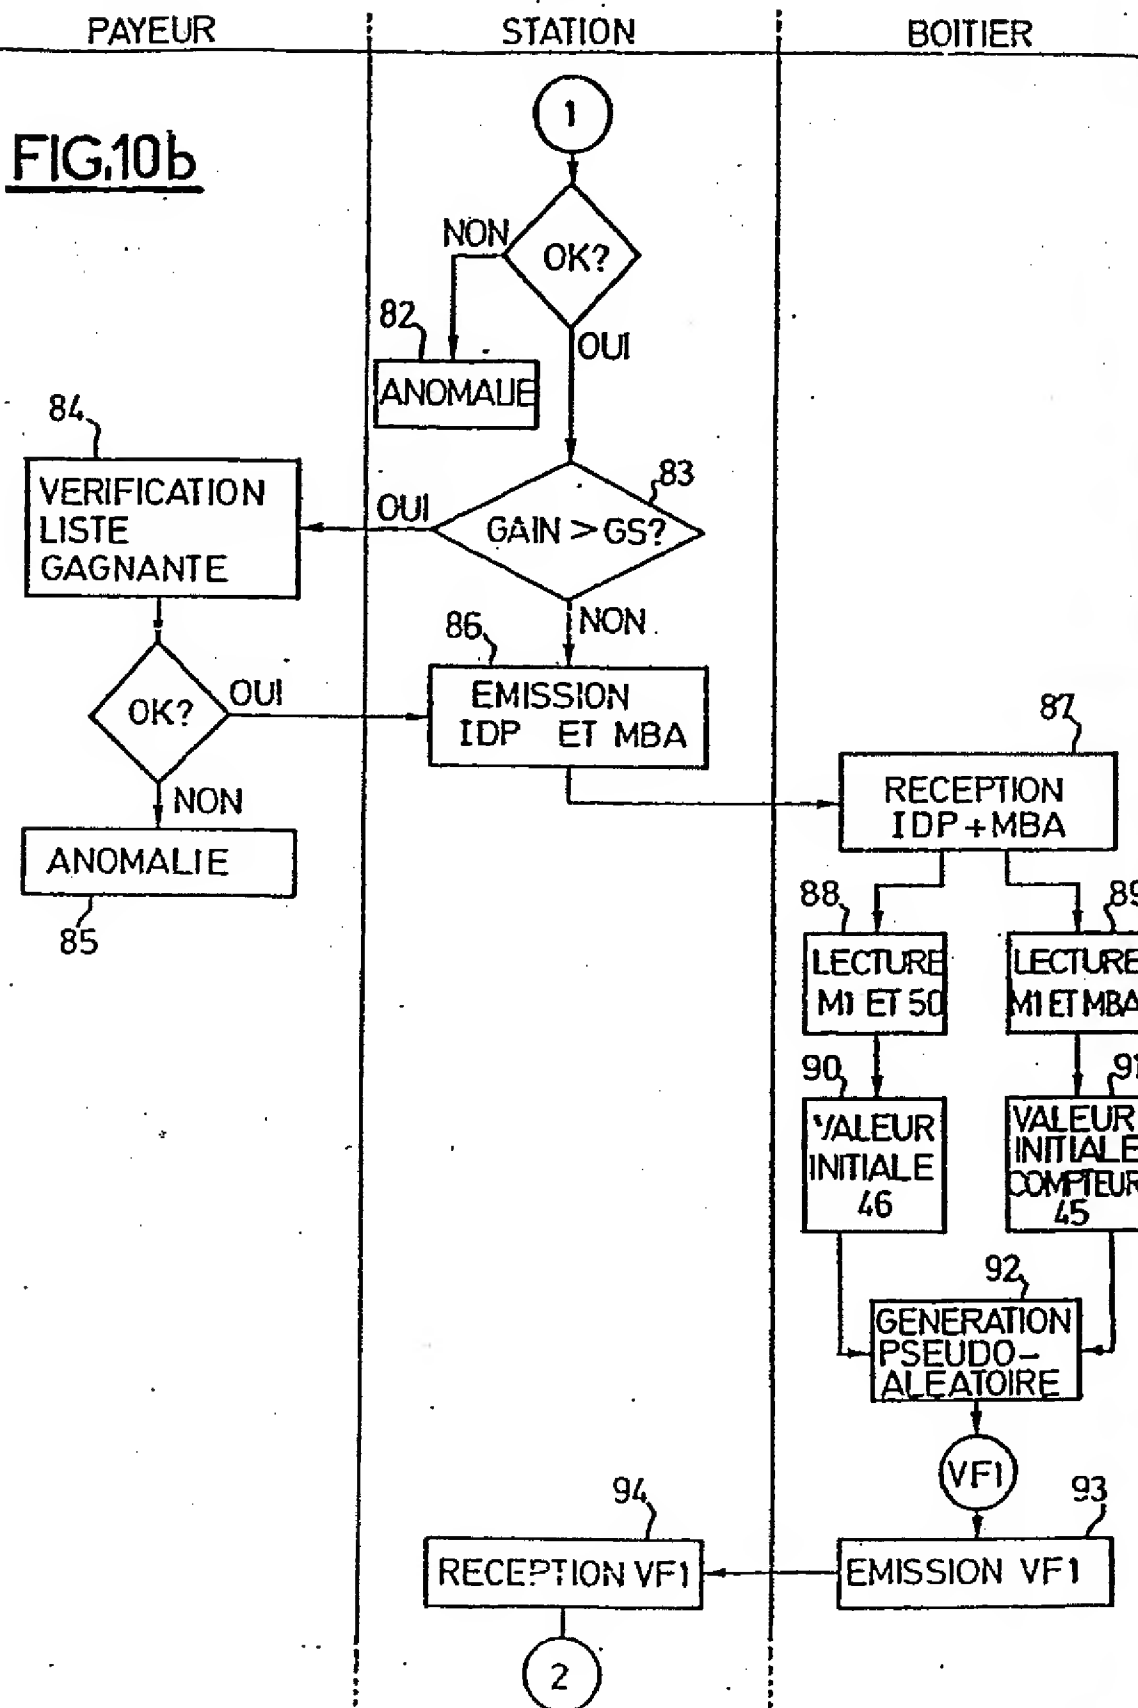 PAYEUR
STATION
BOITIER
FIG.10b
1
OK?
NON
OUI
82
ANOMALIE
83
GAIN > GS?
OUI
NON
84
VERIFICATION
LISTE
GAGNANTE
OK?
OUI
NON
ANOMALIE
85
86
EMISSION
IDP ET MBA
87
RECEPTION
IDP+MBA
88
LECTURE
M1 ET 50
89
LECTURE
M1 ET MBA
90
VALEUR
INITIALE
46
91
VALEUR
INITIALE
COMPTEUR
45
92
GENERATION
PSEUDO-
ALEATOIRE
VF1
93
EMISSION VF1
94
RECEPTION VF1
2